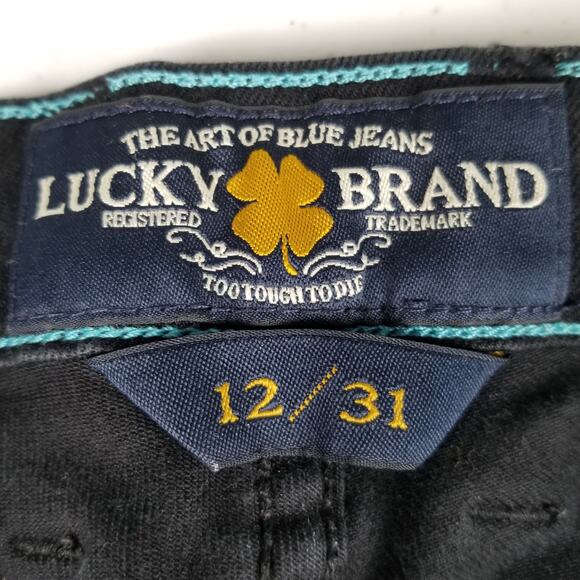 THE ART OF BLUE JEANS
LUCKY BRAND
REGISTERED TRADEMARK
TOO TOUGH TO DIE
12/31